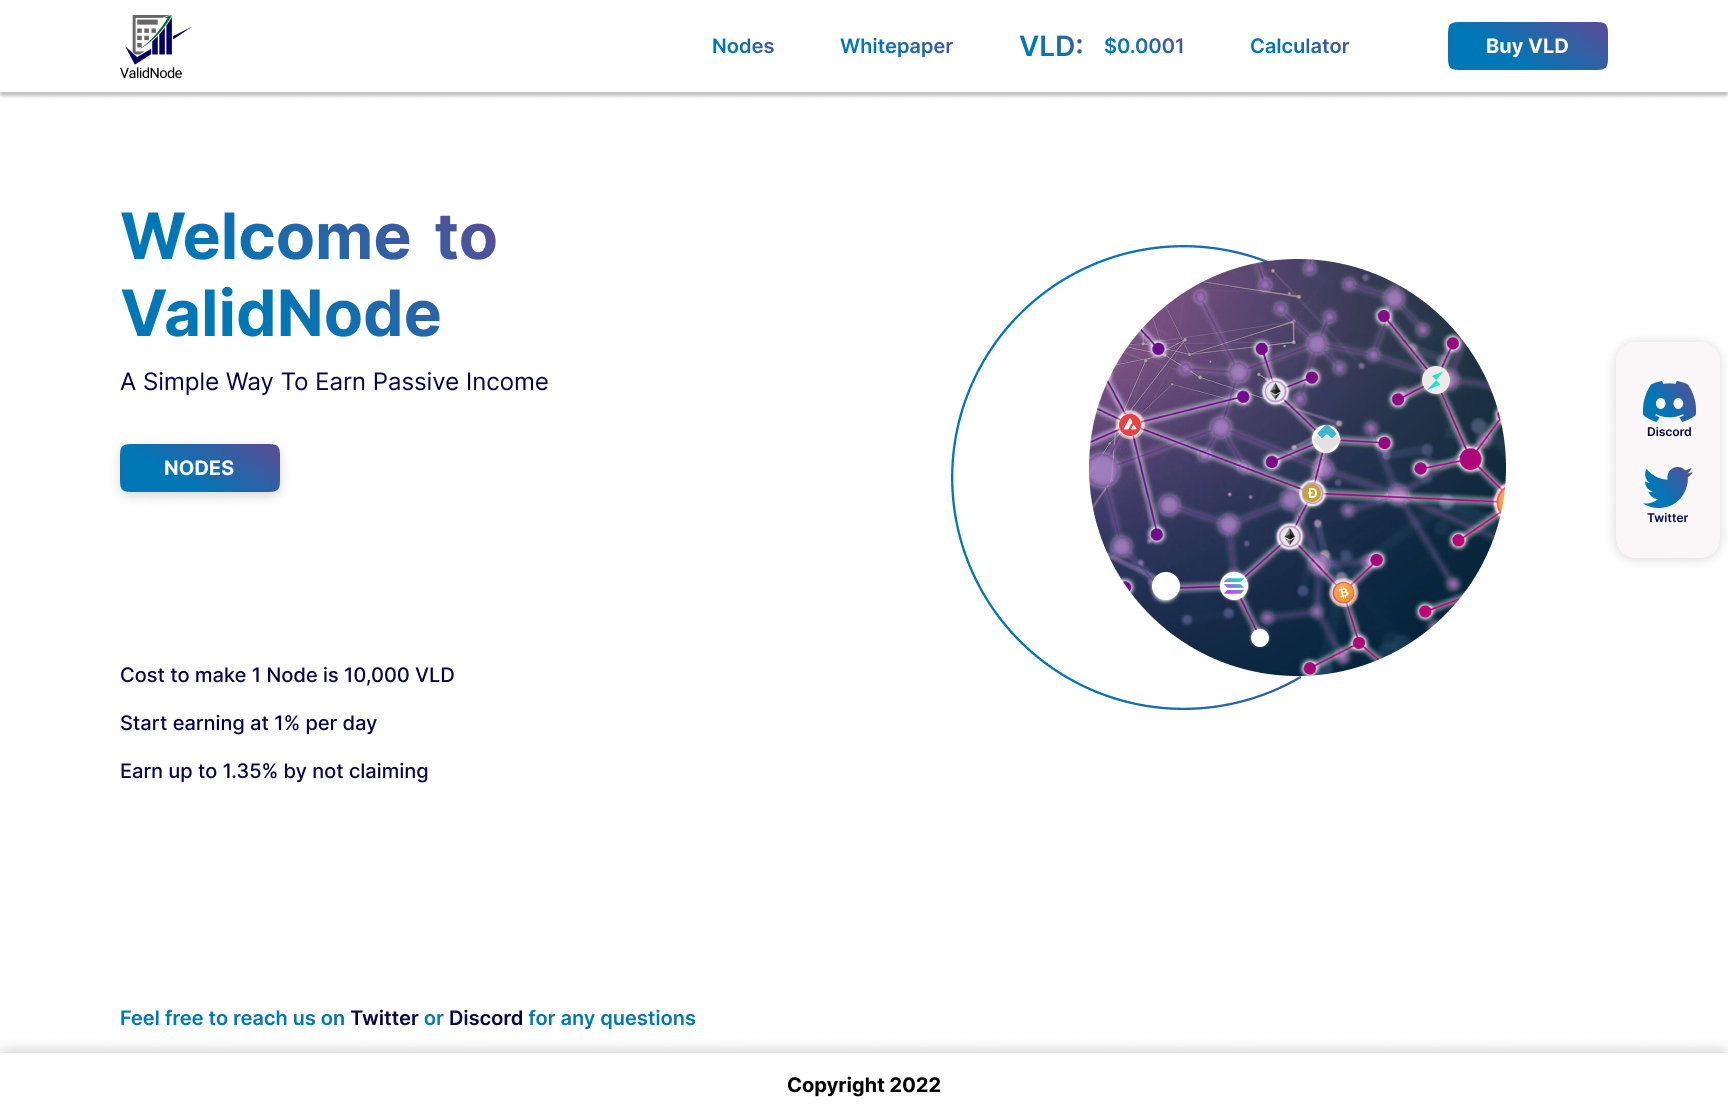 ValidNode
Nodes
Whitepaper
VLD: $0.0001
Calculator
Buy VLD
Welcome to
ValidNode
A Simple Way To Earn Passive Income
NODES
Discord
Twitter
Cost to make 1 Node is 10,000 VLD
Start earning at 1% per day
Earn up to 1.35% by not claiming
Feel free to reach us on Twitter or Discord for any questions
Copyright 2022